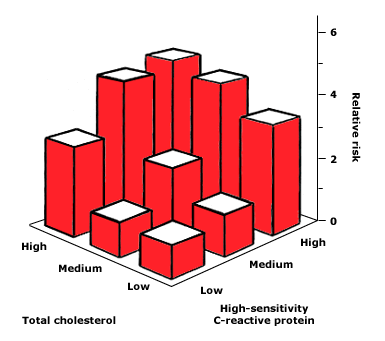 6
4
2
0
Relative risk
High
Medium
Low
Low
Medium
High
Total cholesterol
High-sensitivity
C-reactive protein